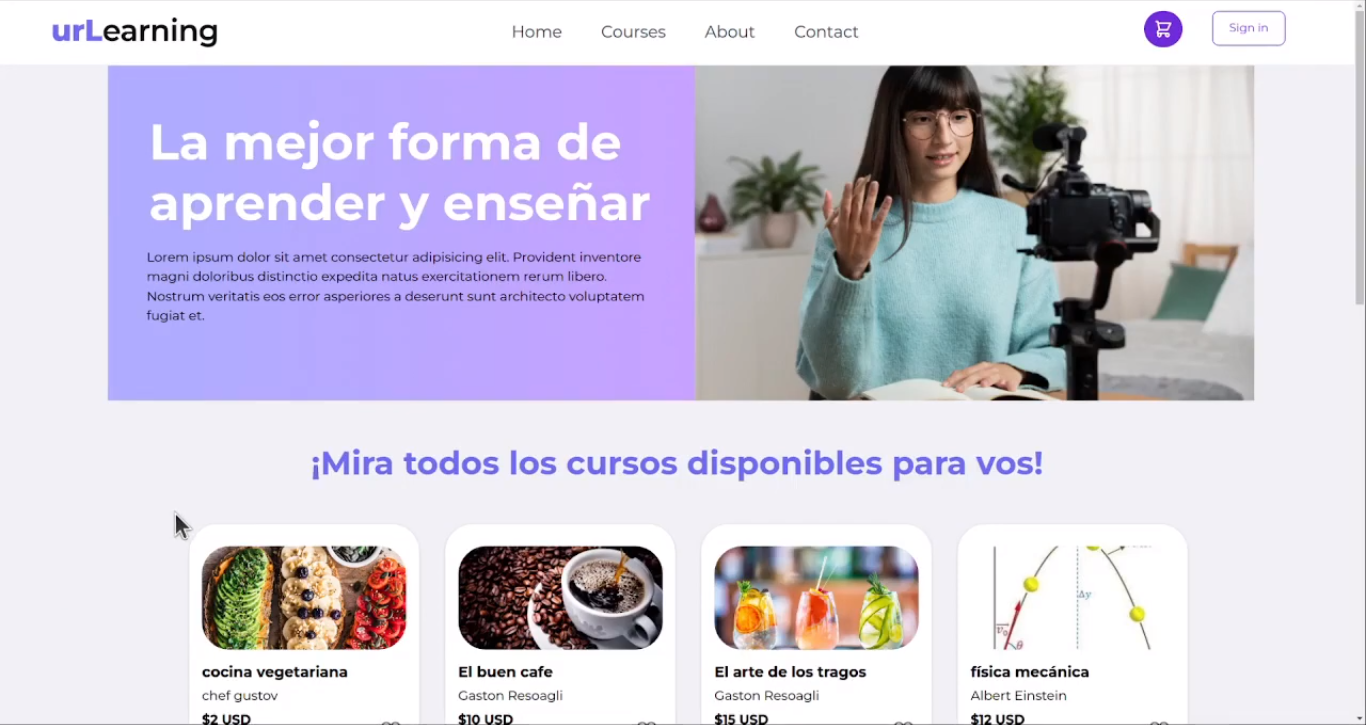 urLearning
Home Courses About Contact
Sign in
La mejor forma de
aprender y enseñar
Lorem ipsum dolor sit amet consectetur adipisicing elit. Provident inventore
magni doloribus distinctio expedita natus exercitationem rerum libero.
Nostrum veritatis eos error asperiores a deserunt sunt architecto voluptatem
fugiat et.
¡Mira todos los cursos disponibles para vos!
Δy
v₀
θ
cocina vegetariana
chef gustov
$2 USD
El buen cafe
Gaston Resoagli
$10 USD
El arte de los tragos
Gaston Resoagli
$15 USD
física mecánica
Albert Einstein
$12 USD